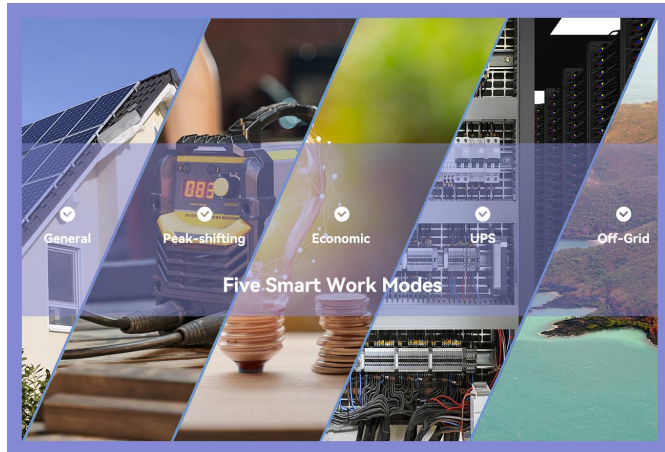 General
Peak-shifting
Economic
UPS
Off-Grid
Five Smart Work Modes